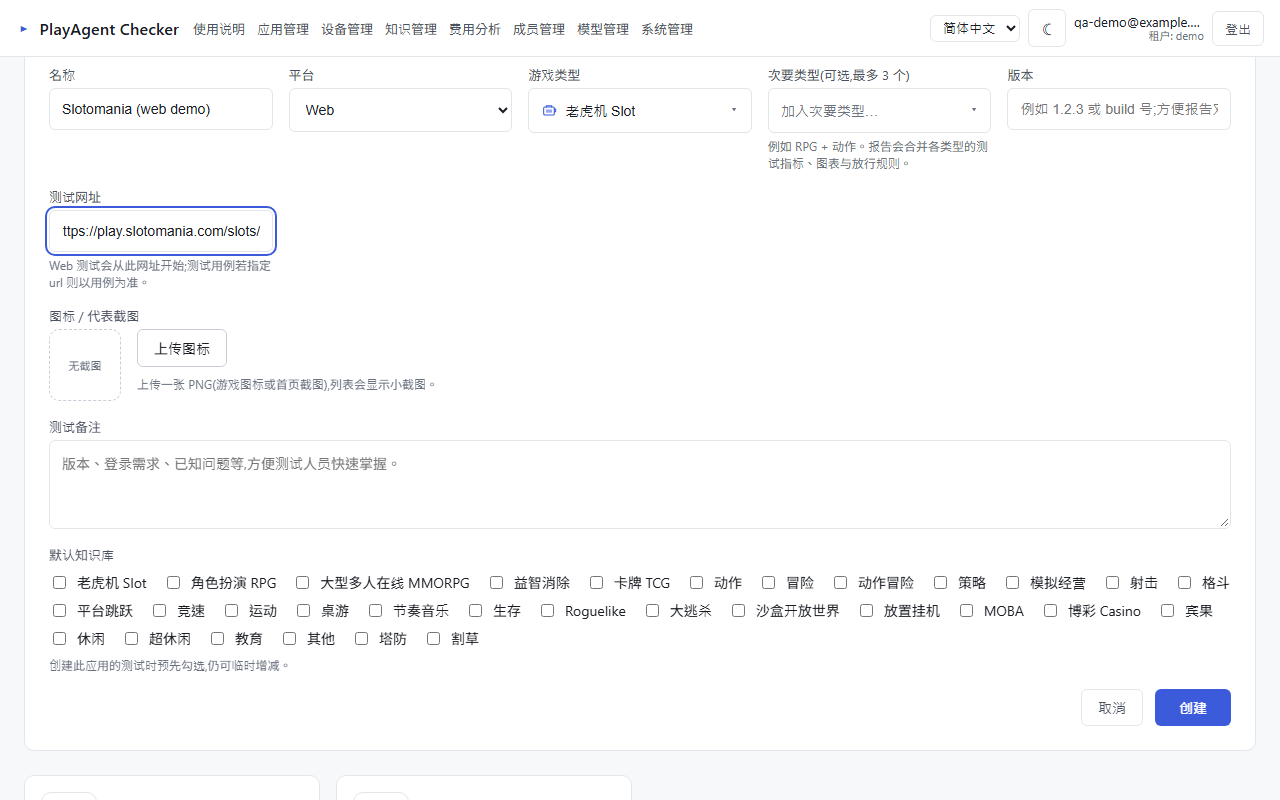 PlayAgent Checker 使用说明 应用管理 设备管理 知识管理 费用分析 成员管理 模型管理 系统管理 简体中文 qa-demo@example.... 登出
租户: demo
名称 平台 游戏类型 次要类型(可选,最多 3 个) 版本
Slotomania (web demo) Web 老虎机 Slot 加入次要类型... 例如 1.2.3 或 build 号;方便报告
例如 RPG + 动作。报告会合并各类型的测
试指标、图表与放行规则。
测试网址
ttps://play.slotomania.com/slots/
Web 测试会从此网址开始;测试用例若指定
url 则以用例为准。
图标 / 代表截图
无截图 上传图标
上传一张 PNG(游戏图标或首页截图),列表会显示小截图。
测试备注
版本、登录需求、已知问题等,方便测试人员快速掌握。
默认知识库
老虎机 Slot 角色扮演 RPG 大型多人在线 MMORPG 益智消除 卡牌 TCG 动作 冒险 动作冒险 策略 模拟经营 射击 格斗
平台跳跃 竞速 运动 桌游 节奏音乐 生存 Roguelike 大逃杀 沙盒开放世界 放置挂机 MOBA 博彩 Casino 宾果
休闲 超休闲 教育 其他 塔防 割草
创建此应用的测试时预先勾选,仍可临时增减。
取消 创建